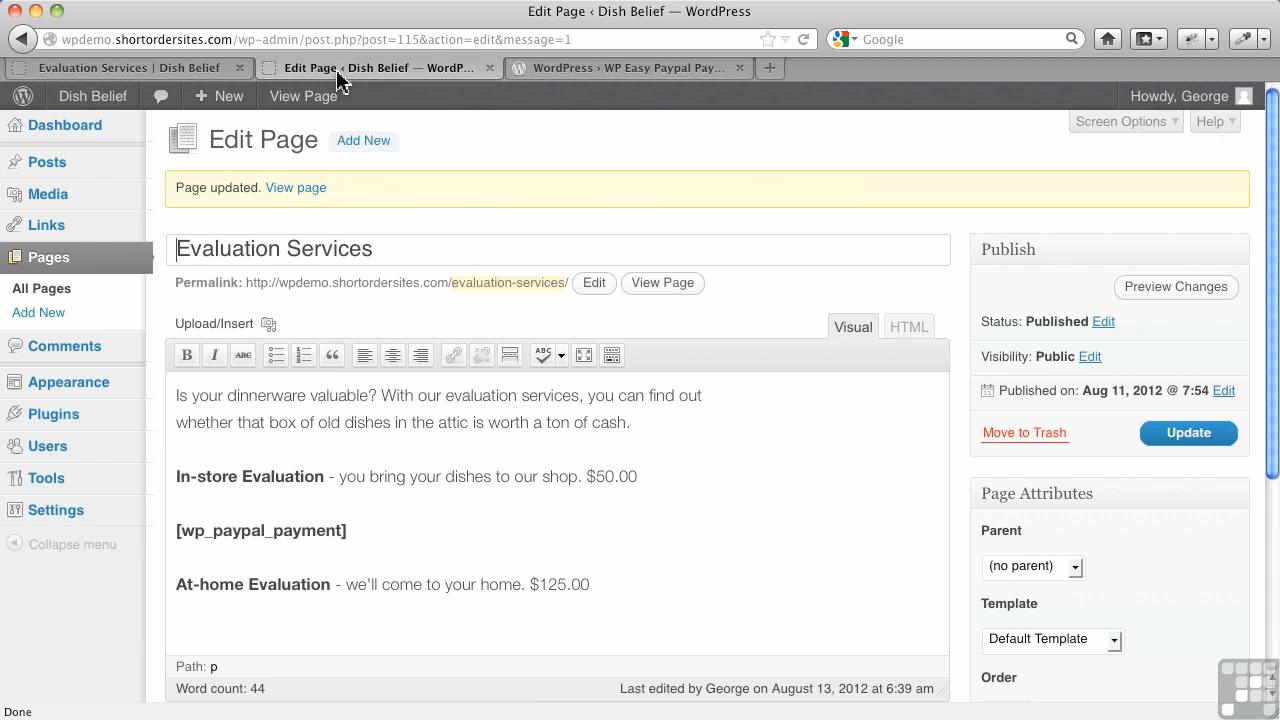 Edit Page ‹ Dish Belief — WordPress
wpdemo.shortordersites.com/wp-admin/post.php?post=115&action=edit&message=1
Google
Evaluation Services | Dish Belief
Edit Page ‹ Dish Belief — WordP...
WordPress › WP Easy Paypal Pay...
Dish Belief
New
View Page
Howdy, George
Dashboard
Posts
Media
Links
Pages
All Pages
Add New
Comments
Appearance
Plugins
Users
Tools
Settings
Collapse menu
Screen Options
Help
Edit Page
Add New
Page updated. View page
Evaluation Services
Permalink: http://wpdemo.shortordersites.com/evaluation-services/
Edit
View Page
Upload/Insert
Visual
HTML
B I ABC
ABC
Is your dinnerware valuable? With our evaluation services, you can find out
whether that box of old dishes in the attic is worth a ton of cash.
In-store Evaluation - you bring your dishes to our shop. $50.00
[wp_paypal_payment]
At-home Evaluation - we'll come to your home. $125.00
Path: p
Word count: 44
Last edited by George on August 13, 2012 at 6:39 am
Publish
Preview Changes
Status: Published Edit
Visibility: Public Edit
Published on: Aug 11, 2012 @ 7:54 Edit
Move to Trash
Update
Page Attributes
Parent
(no parent)
Template
Default Template
Order
Done